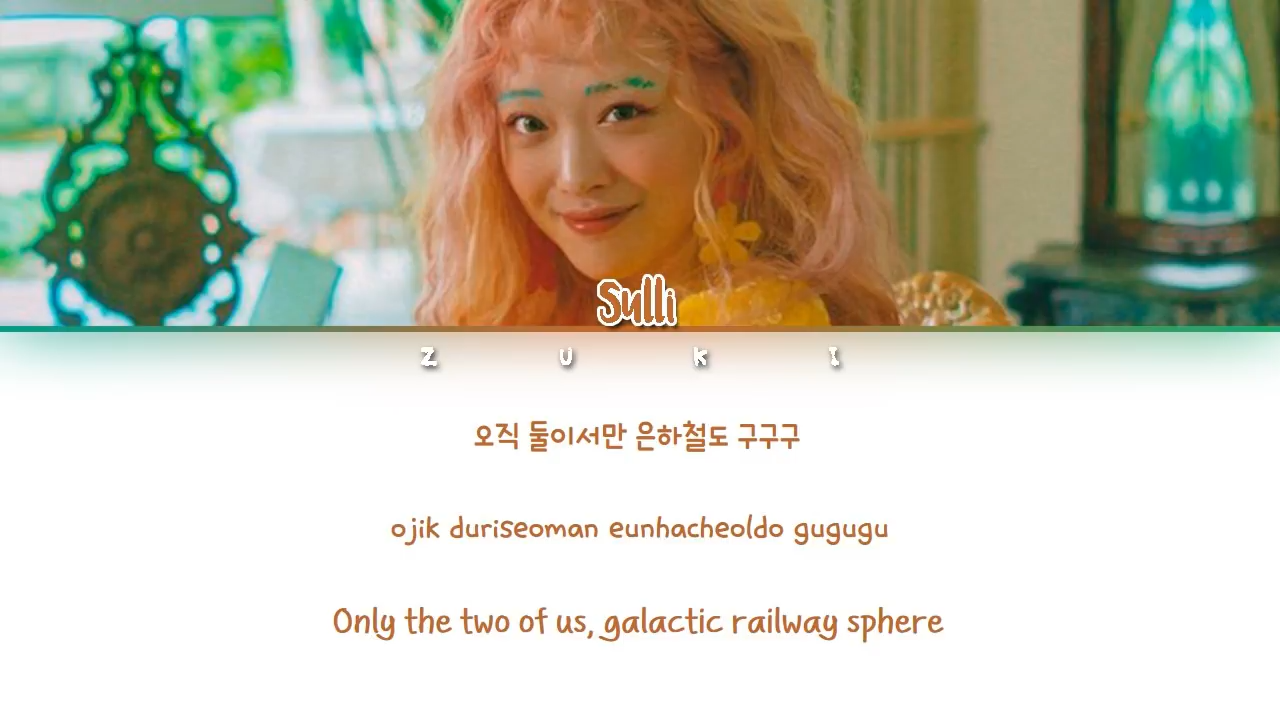 Sulli
Z U K I
오직 둘이서만 은하철도 구구구
ojik duriseoman eunhacheoldo gugugu
Only the two of us, galactic railway sphere